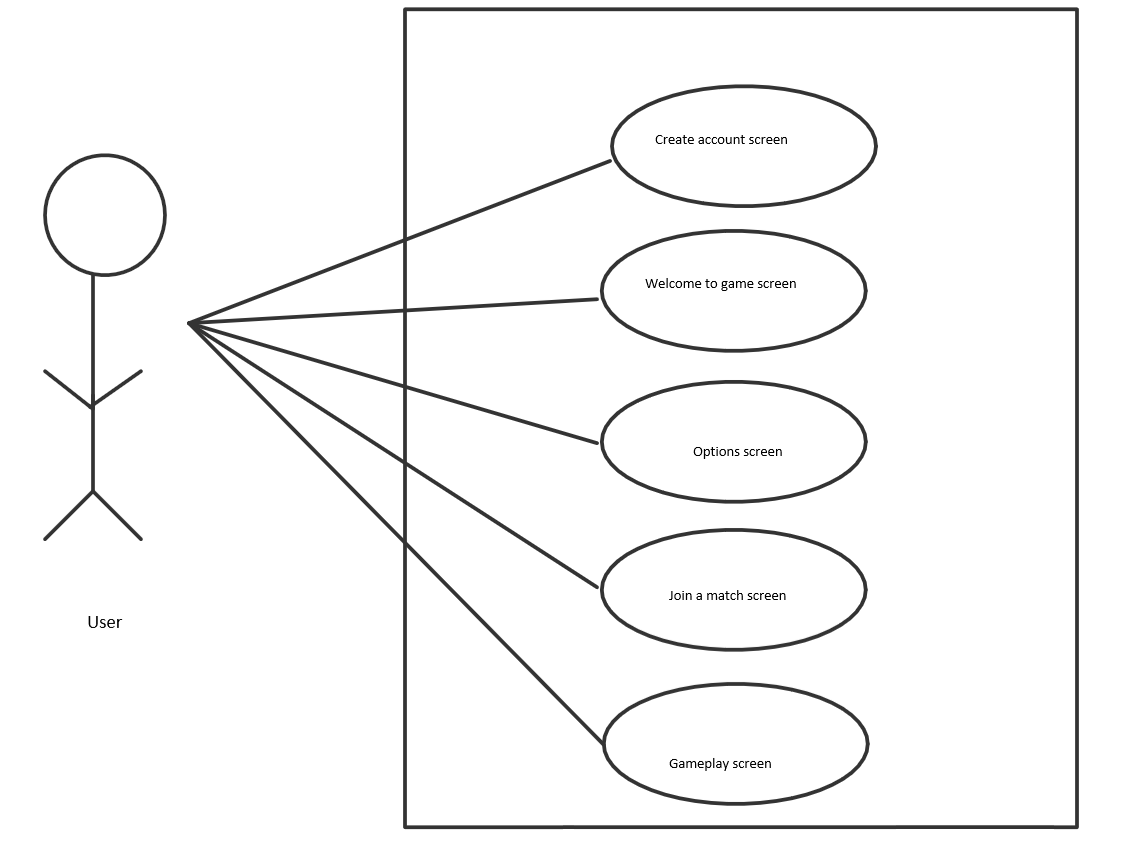 Create account screen
Welcome to game screen
Options screen
Join a match screen
User
Gameplay screen